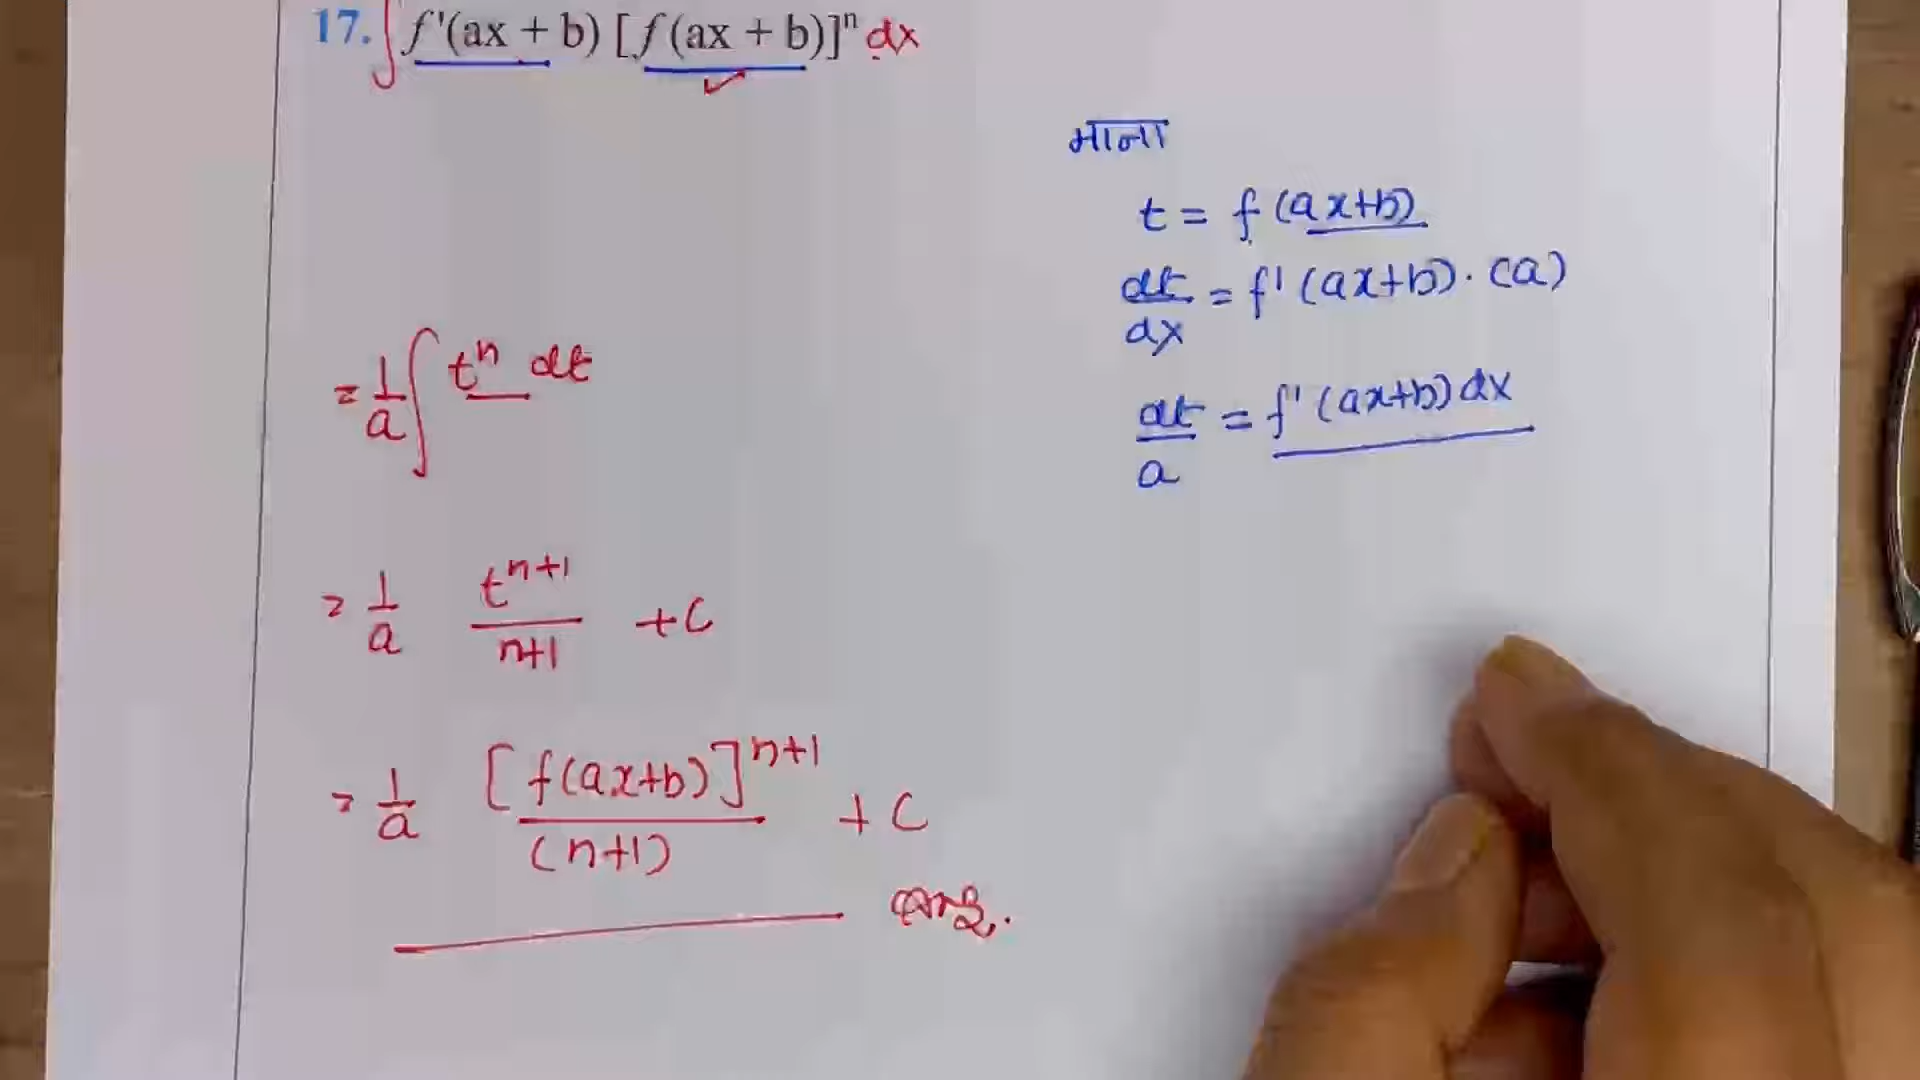 17. ∫ f'(ax + b) [f(ax + b)]ⁿ dx
माना
t = f(ax+b)
dt/dx = f'(ax+b).(a)
dt/a = f'(ax+b)dx
= 1/a ∫ tⁿ dt
= 1/a tⁿ⁺¹/n+1 + C
= 1/a [f(ax+b)]ⁿ⁺¹/(n+1) + C
Ans.